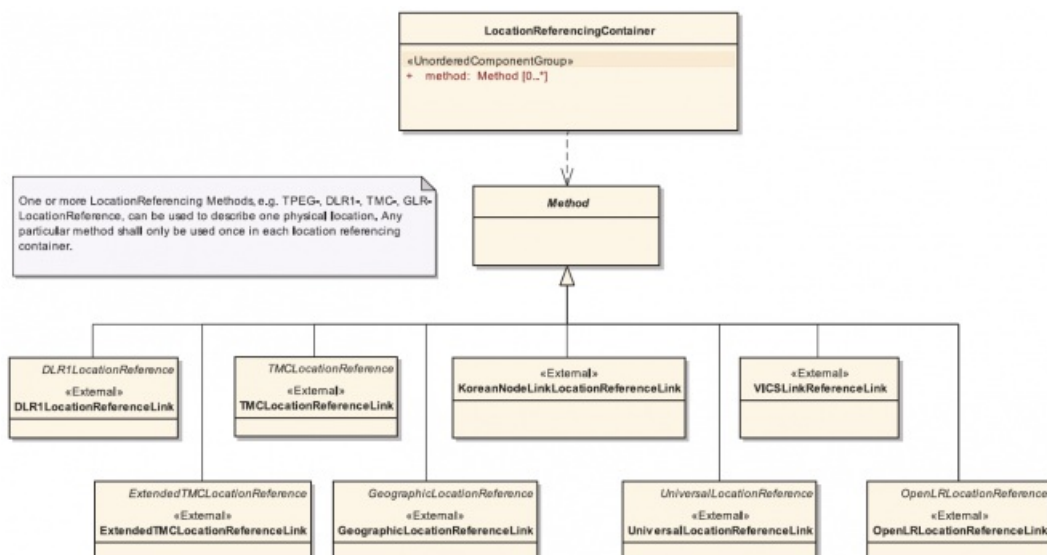 LocationReferencingContainer
«UnorderedComponentGroup»
+ method: Method [0..*]
One or more LocationReferencing Methods, e.g. TPEG-, DLR1-, TMC-, GLR-
LocationReference, can be used to describe one physical location. Any
particular method shall only be used once in each location referencing
container.
Method
DLR1LocationReference
«External»
DLR1LocationReferenceLink
TMCLocationReference
«External»
TMCLocationReferenceLink
«External»
KoreanNodeLinkLocationReferenceLink
«External»
VICSLinkReferenceLink
ExtendedTMCLocationReference
«External»
ExtendedTMCLocationReferenceLink
GeographicLocationReference
«External»
GeographicLocationReferenceLink
UniversalLocationReference
«External»
UniversalLocationReferenceLink
OpenLRLocationReference
«External»
OpenLRLocationReferenceLink